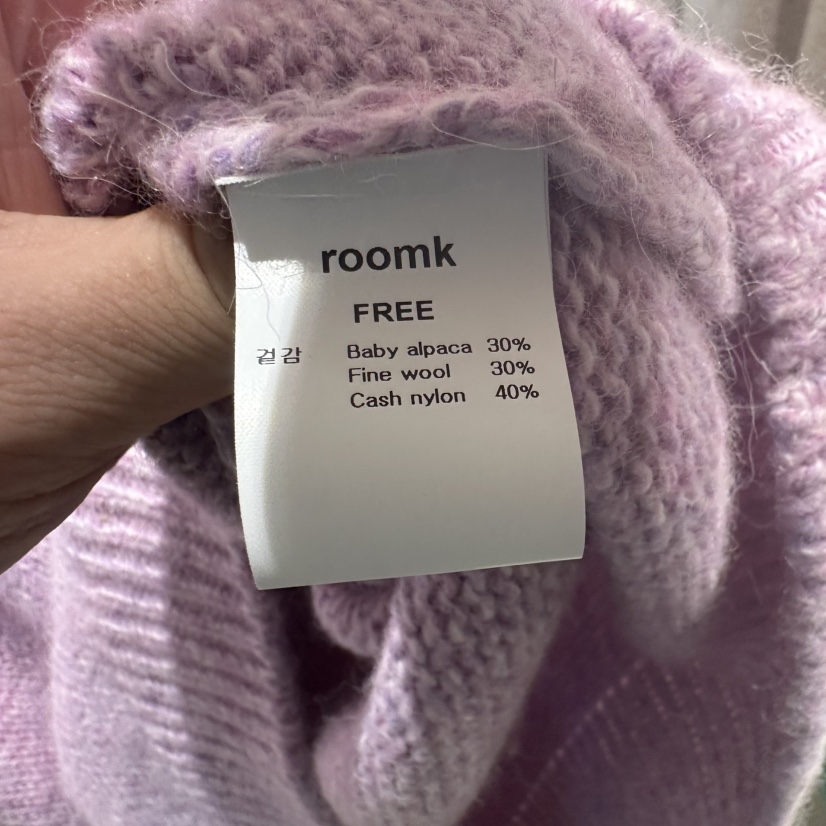 roomk
FREE
겉감 Baby alpaca 30%
Fine wool 30%
Cash nylon 40%